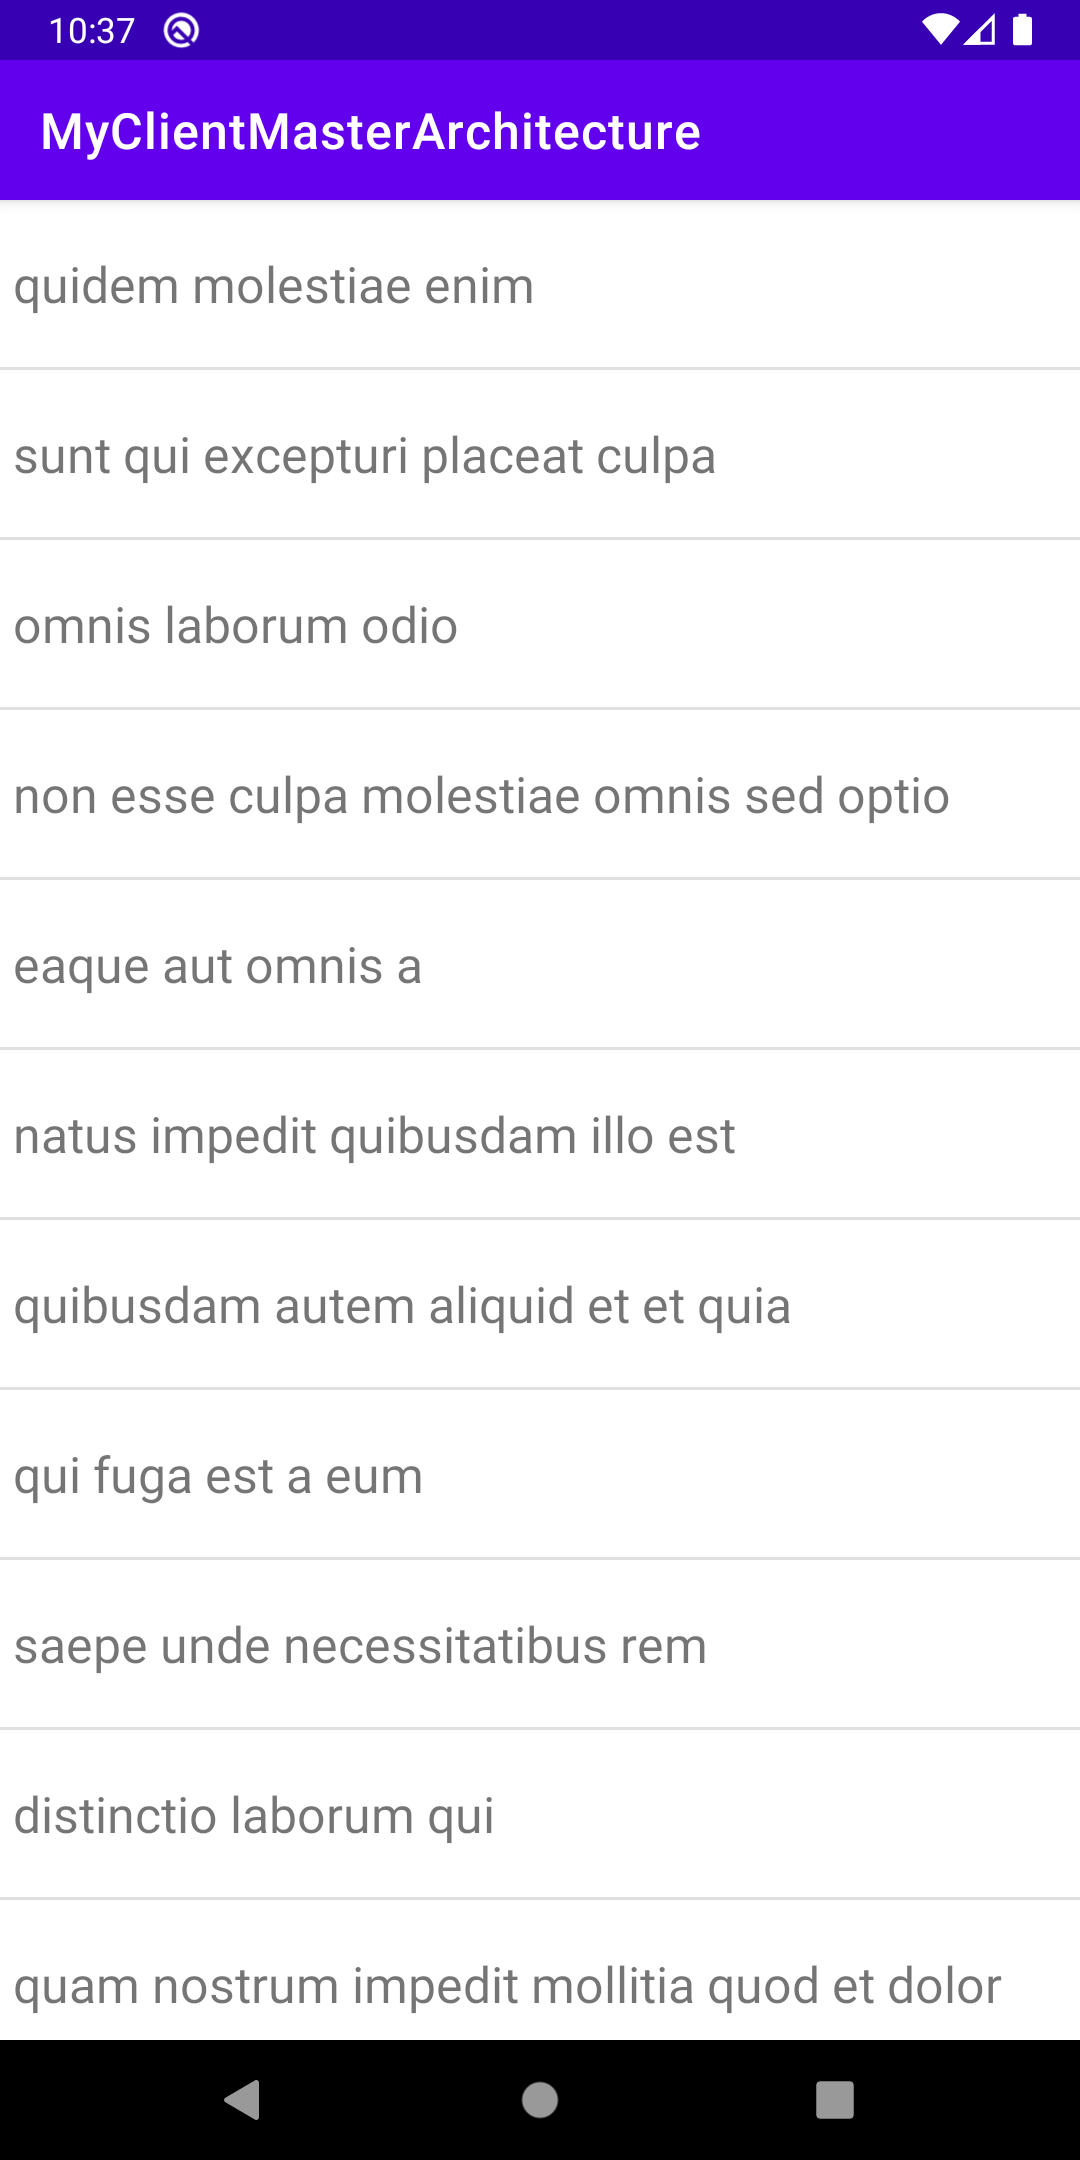 10:37
MyClientMasterArchitecture
quidem molestiae enim
sunt qui excepturi placeat culpa
omnis laborum odio
non esse culpa molestiae omnis sed optio
eaque aut omnis a
natus impedit quibusdam illo est
quibusdam autem aliquid et et quia
qui fuga est a eum
saepe unde necessitatibus rem
distinctio laborum qui
quam nostrum impedit mollitia quod et dolor